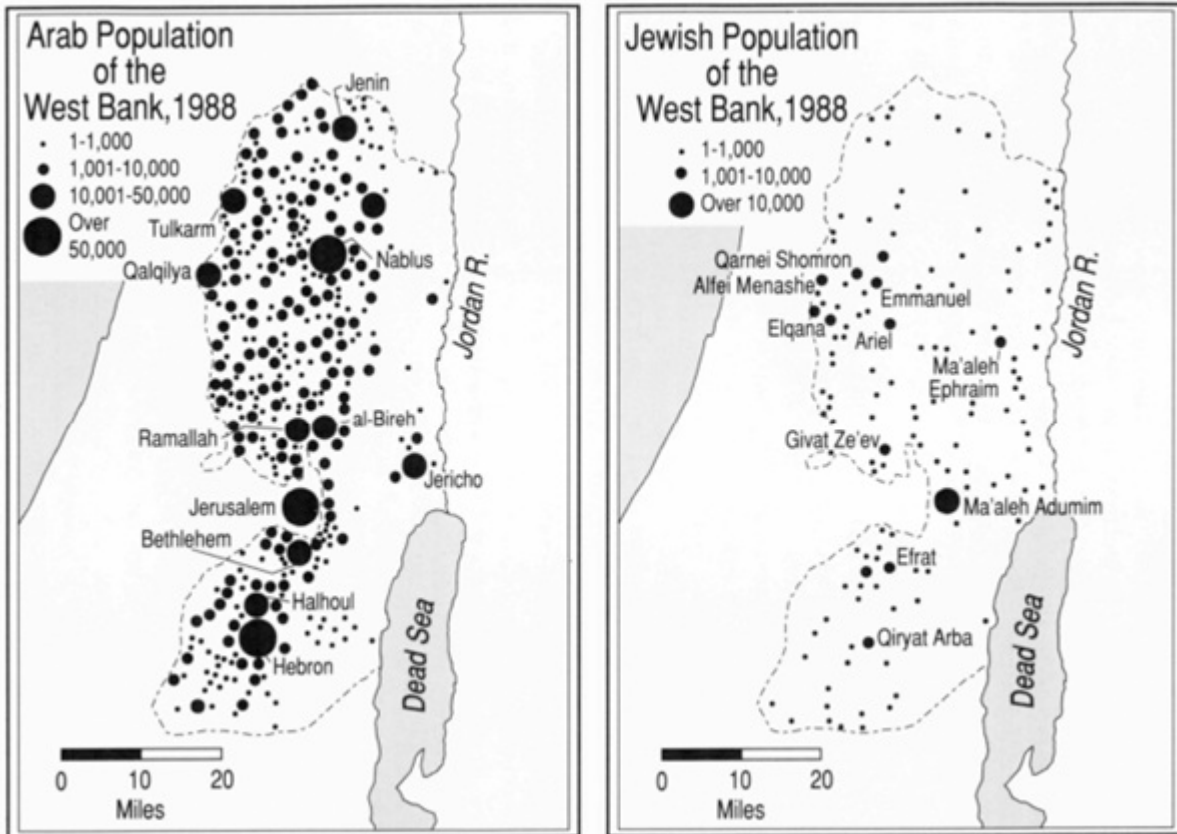 Arab Population
of the
West Bank, 1988
1-1,000
1,001-10,000
10,001-50,000
Over
50,000
Jenin
Tulkarm
Qalqilya
Nablus
Jordan R.
Ramallah
al-Bireh
Jericho
Jerusalem
Bethlehem
Halhoul
Hebron
Dead Sea
0 10 20
Miles
Jewish Population
of the
West Bank, 1988
1-1,000
1,001-10,000
Over 10,000
Qarnei Shomron
Alfei Menashe
Emmanuel
Elqana
Ariel
Jordan R.
Ma'aleh
Ephraim
Givat Ze'ev
Ma'aleh Adumim
Efrat
Qiryat Arba
Dead Sea
0 10 20
Miles